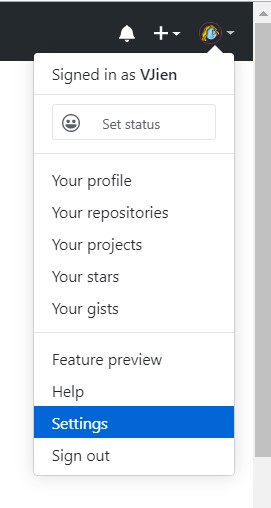 Signed in as VJien
Set status
Your profile
Your repositories
Your projects
Your stars
Your gists
Feature preview
Help
Settings
Sign out